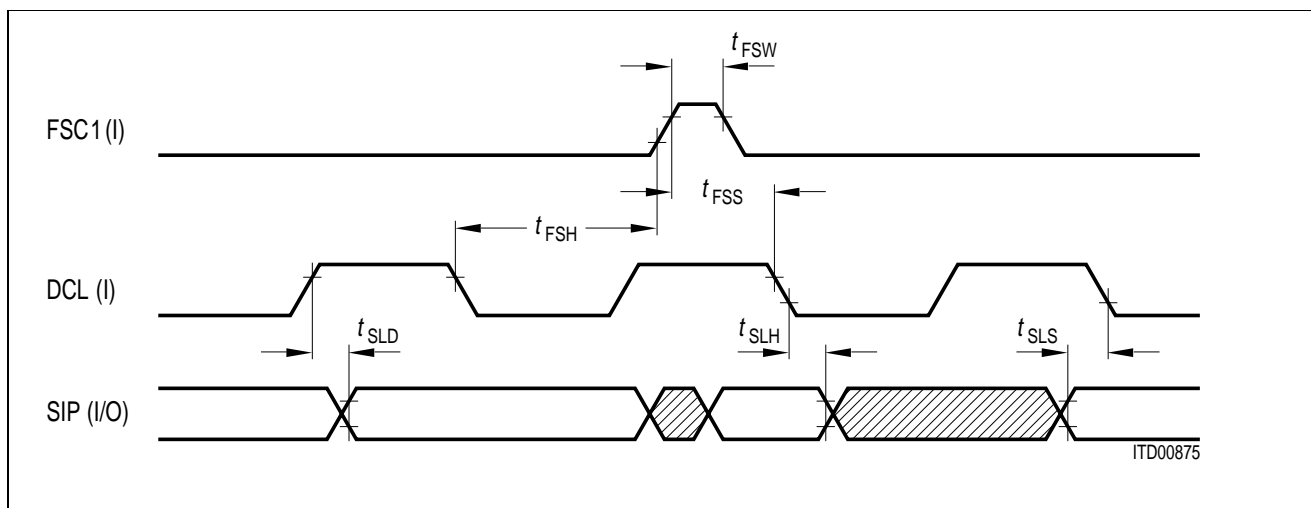 t FSW
FSC1 (I)
t FSS
t FSH
DCL (I)
t SLD
t SLH
t SLS
SIP (I/O)
ITD00875